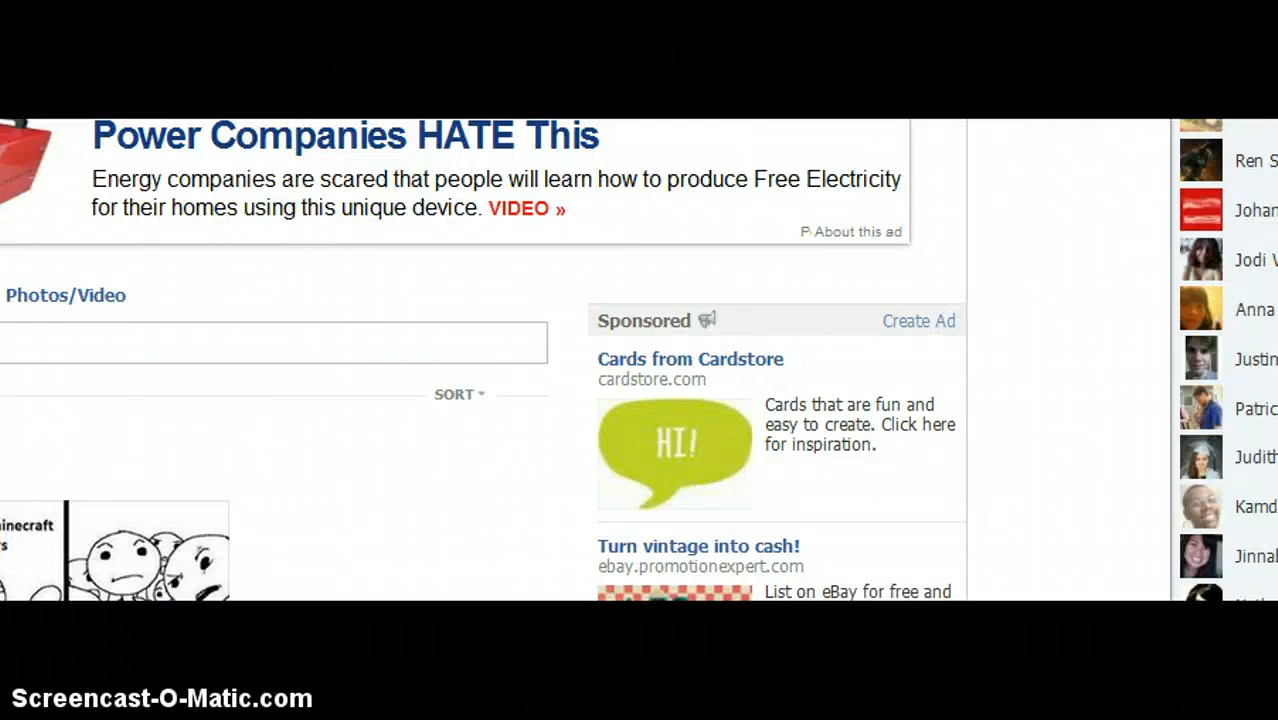 Power Companies HATE This
Energy companies are scared that people will learn how to produce Free Electricity
for their homes using this unique device. VIDEO »
About this ad
Photos/Video
Sponsored
Create Ad
SORT
Cards from Cardstore
cardstore.com
HI!
Cards that are fun and
easy to create. Click here
for inspiration.
Turn vintage into cash!
ebay.promotionexpert.com
List on eBay for free and
inecraft
s
Ren S
Johan
Jodi V
Anna
Justin
Patric
Judith
Kamd
Jinnal
Screencast-O-Matic.com